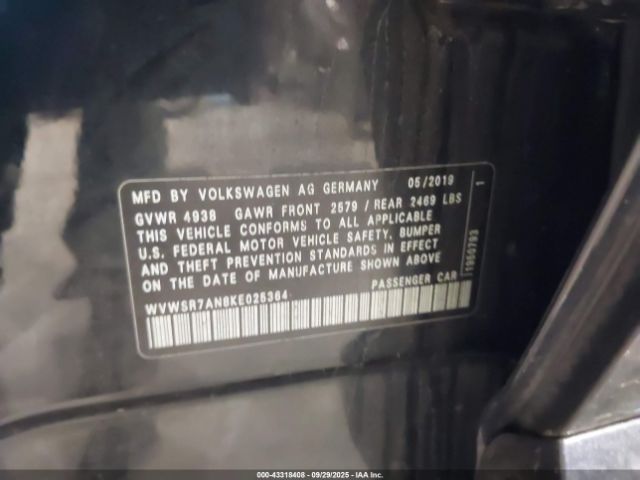 MFD BY VOLKSWAGEN AG GERMANY 05/2019
GVWR 4938 GAWR FRONT 2579 / REAR 2469 LBS
THIS VEHICLE CONFORMS TO ALL APPLICABLE
U.S. FEDERAL MOTOR VEHICLE SAFETY, BUMPER
AND THEFT PREVENTION STANDARDS IN EFFECT
ON THE DATE OF MANUFACTURE SHOWN ABOVE
WVWSR7AN8KE025364 PASSENGER CAR
1950793 1
000-43318408 - 09/29/2025 - IAA Inc.